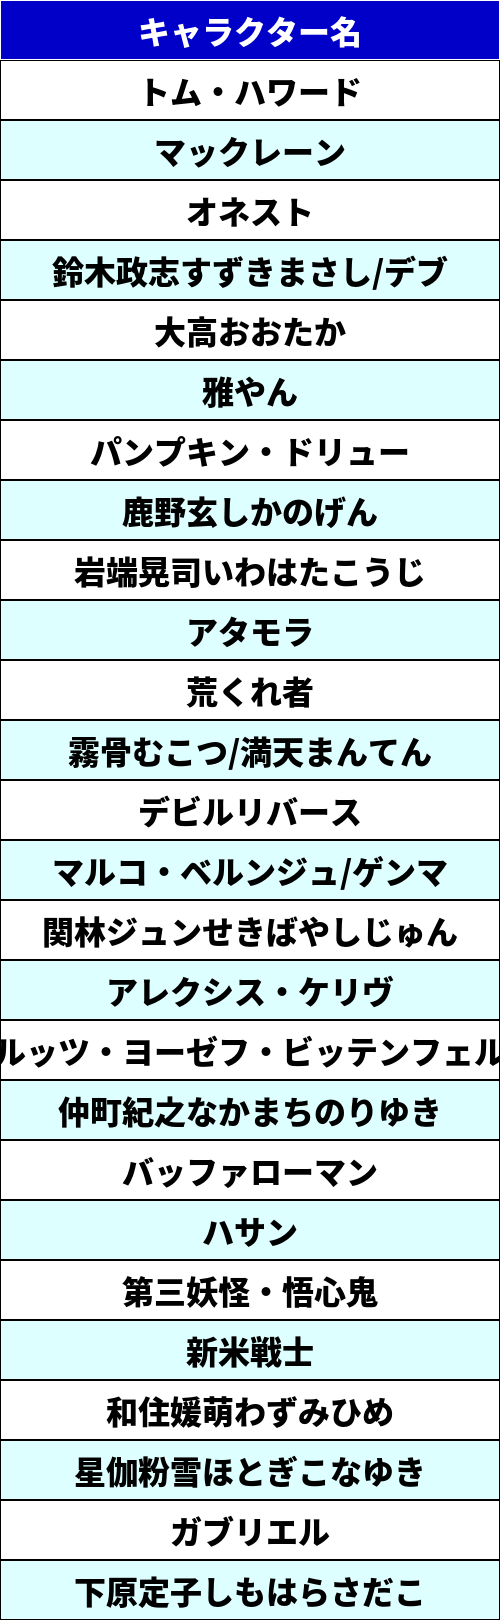 キャラクター名
トム・ハワード
マックレーン
オネスト
鈴木政志すずきまさし/デブ
大高おおたか
雅やん
パンプキン・ドリュー
鹿野玄しかのげん
岩端晃司いわはたこうじ
アタモラ
荒くれ者
霧骨むこつ/満天まんてん
デビルリバース
マルコ・ベルンジュ/ゲンマ
関林ジュンせきばやしじゅん
アレクシス・ケリヴ
ルッツ・ヨーゼフ・ビッテンフェル
仲町紀之なかまちのりゆき
バッファローマン
ハサン
第三妖怪・悟心鬼
新米戦士
和住媛萌わずみひめ
星伽粉雪ほとぎこなゆき
ガブリエル
下原定子しもはらさだこ